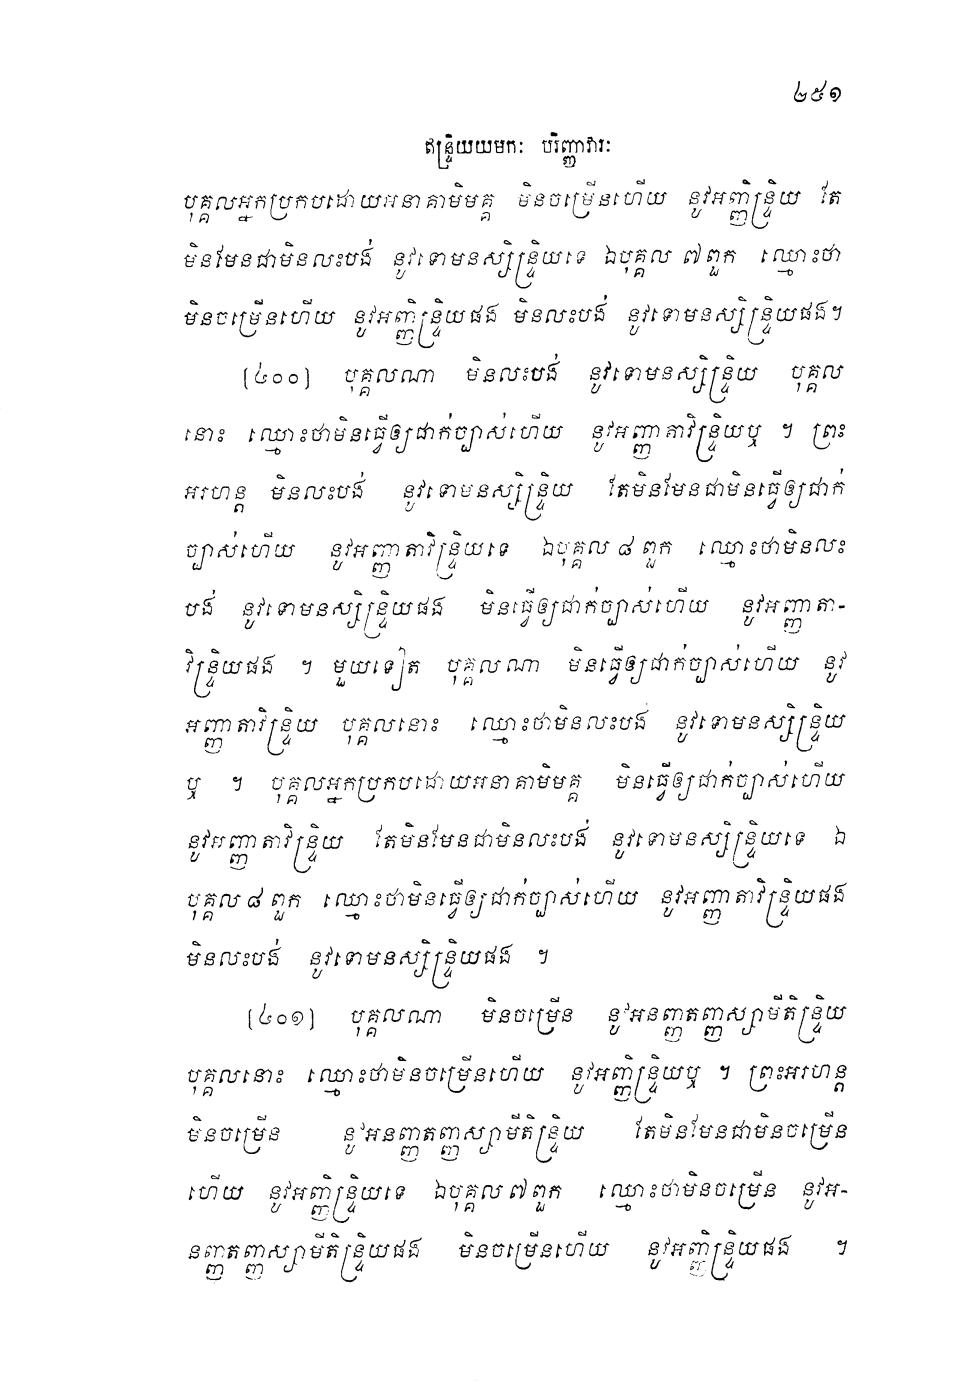 ២៥១
ឥន្ទ្រិយយមកៈ បរិញ្ញាវារៈ
បុគ្គលអ្នកប្រកបដោយអនាគាមិមគ្គ មិនចម្រើនហើយ នូវអញ្ញិន្ទ្រិយ តែ
មិនមែនជាមិនលះបង់ នូវទោមនស្សិន្ទ្រិយទេ ឯបុគ្គល ៧ ពួក ឈ្មោះថា
មិនចម្រើនហើយ នូវអញ្ញិន្ទ្រិយផង មិនលះបង់ នូវទោមនស្សិន្ទ្រិយផង។
(៤០០) បុគ្គលណា មិនលះបង់ នូវទោមនស្សិន្ទ្រិយ បុគ្គល
នោះ ឈ្មោះថាមិនធ្វើឲ្យជាក់ច្បាស់ហើយ នូវអញ្ញាតាវិន្ទ្រិយឬ ។ ព្រះ
អរហន្ត មិនលះបង់ នូវទោមនស្សិន្ទ្រិយ តែមិនមែនជាមិនធ្វើឲ្យជាក់
ច្បាស់ហើយ នូវអញ្ញាតាវិន្ទ្រិយទេ ឯបុគ្គល ៨ ពួក ឈ្មោះថាមិនលះ
បង់ នូវទោមនស្សិន្ទ្រិយផង មិនធ្វើឲ្យជាក់ច្បាស់ហើយ នូវអញ្ញាតា-
វិន្ទ្រិយផង ។ មួយទៀត បុគ្គលណា មិនធ្វើឲ្យជាក់ច្បាស់ហើយ នូវ
អញ្ញាតាវិន្ទ្រិយ បុគ្គលនោះ ឈ្មោះថាមិនលះបង់ នូវទោមនស្សិន្ទ្រិយ
ឬ ។ បុគ្គលអ្នកប្រកបដោយអនាគាមិមគ្គ មិនធ្វើឲ្យជាក់ច្បាស់ហើយ
នូវអញ្ញាតាវិន្ទ្រិយ តែមិនមែនជាមិនលះបង់ នូវទោមនស្សិន្ទ្រិយទេ ឯ
បុគ្គល ៨ ពួក ឈ្មោះថាមិនធ្វើឲ្យជាក់ច្បាស់ហើយ នូវអញ្ញាតាវិន្ទ្រិយផង
មិនលះបង់ នូវទោមនស្សិន្ទ្រិយផង ។
(៤០១) បុគ្គលណា មិនចម្រើន នូវអនញ្ញតញ្ញស្សាមីតិន្ទ្រិយ
បុគ្គលនោះ ឈ្មោះថាមិនចម្រើនហើយ នូវអញ្ញិន្ទ្រិយឬ ។ ព្រះអរហន្ត
មិនចម្រើន នូវអនញ្ញតញ្ញស្សាមីតិន្ទ្រិយ តែមិនមែនជាមិនចម្រើន
ហើយ នូវអញ្ញិន្ទ្រិយទេ ឯបុគ្គល ៧ ពួក ឈ្មោះថាមិនចម្រើន នូវអ-
នញ្ញតញ្ញស្សាមីតិន្ទ្រិយផង មិនចម្រើនហើយ នូវអញ្ញិន្ទ្រិយផង ។